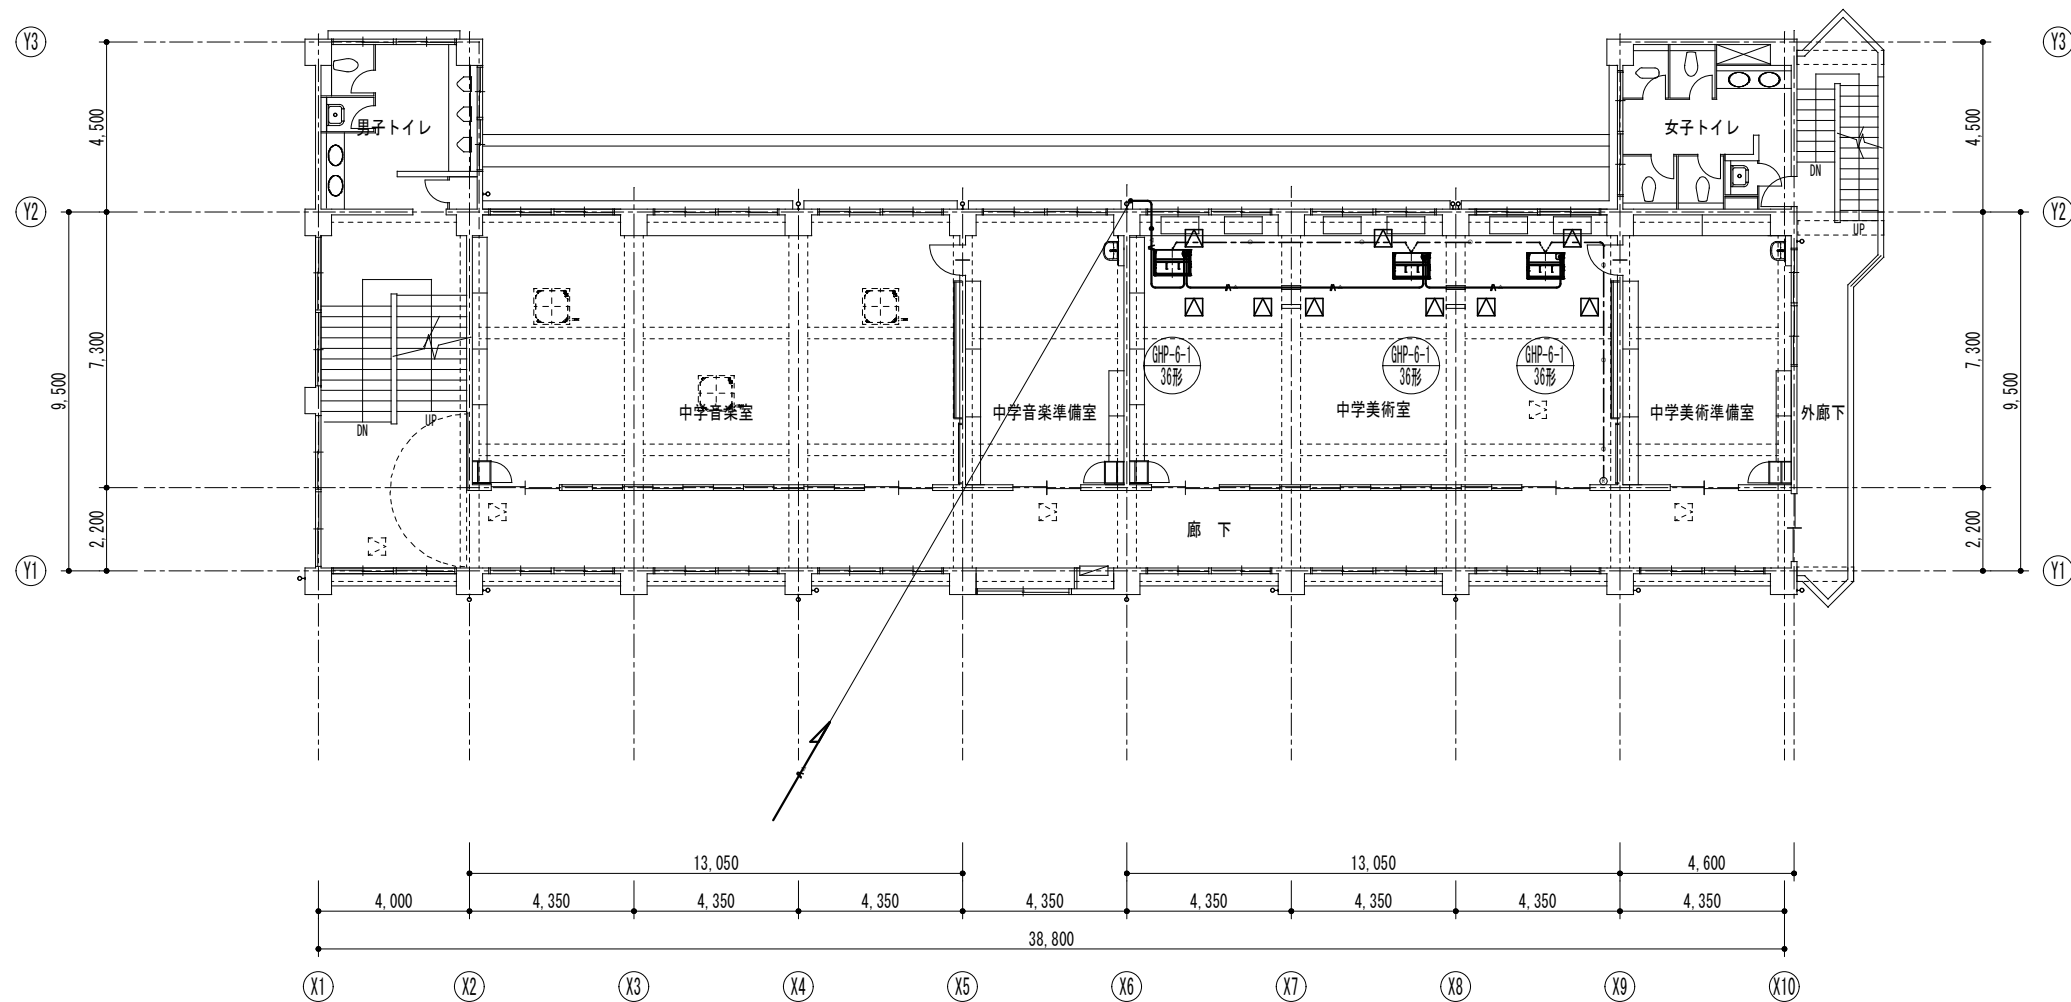 Y3
Y3
4,500
男子トイレ
女子トイレ
4,500
DN
UP
Y2
Y2
9,500
7,300
GHP-6-1
36形
GHP-6-1
36形
GHP-6-1
36形
7,300
9,500
DN
UP
中学音楽室
中学音楽準備室
中学美術室
中学美術準備室
外廊下
2,200
廊 下
2,200
Y1
Y1
13,050
13,050
4,600
4,000
4,350
4,350
4,350
4,350
4,350
4,350
4,350
4,350
38,800
X1
X2
X3
X4
X5
X6
X7
X8
X9
X10